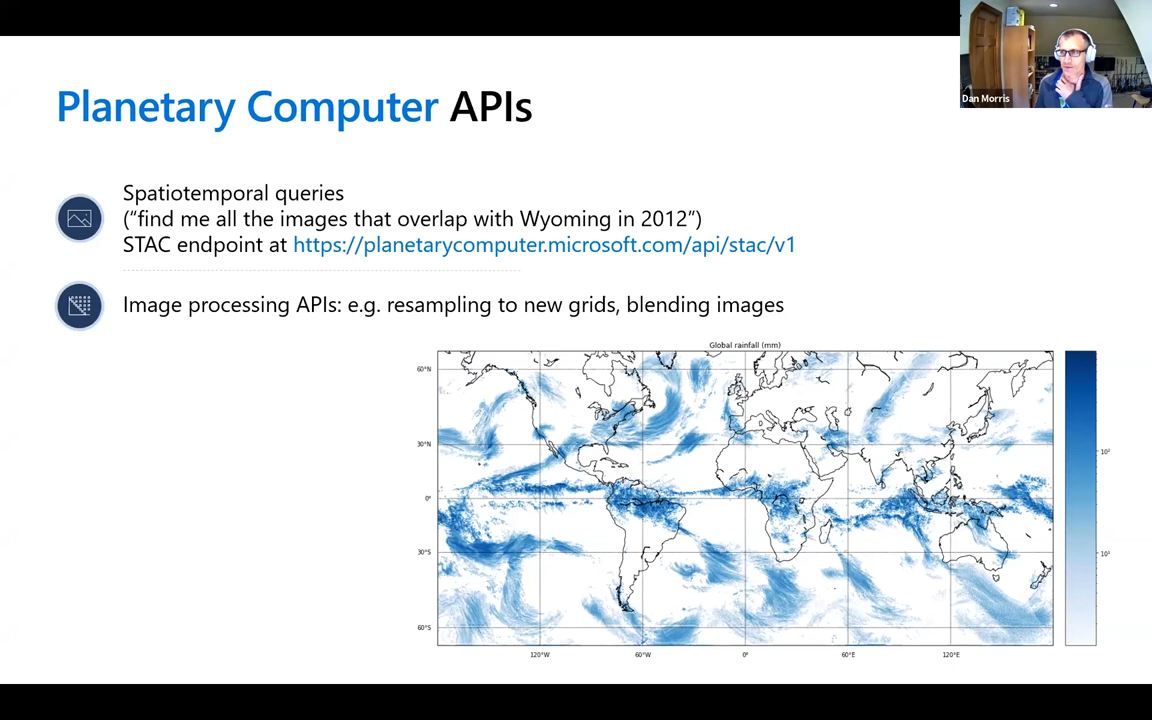 Dan Morris
Planetary Computer APIs
Spatiotemporal queries
(“find me all the images that overlap with Wyoming in 2012”)
STAC endpoint at https://planetarycomputer.microsoft.com/api/stac/v1
Image processing APIs: e.g. resampling to new grids, blending images
Global rainfall (mm)
60°N
30°N
0°
30°S
60°S
120°W
60°W
0°
60°E
120°E
10²
10¹